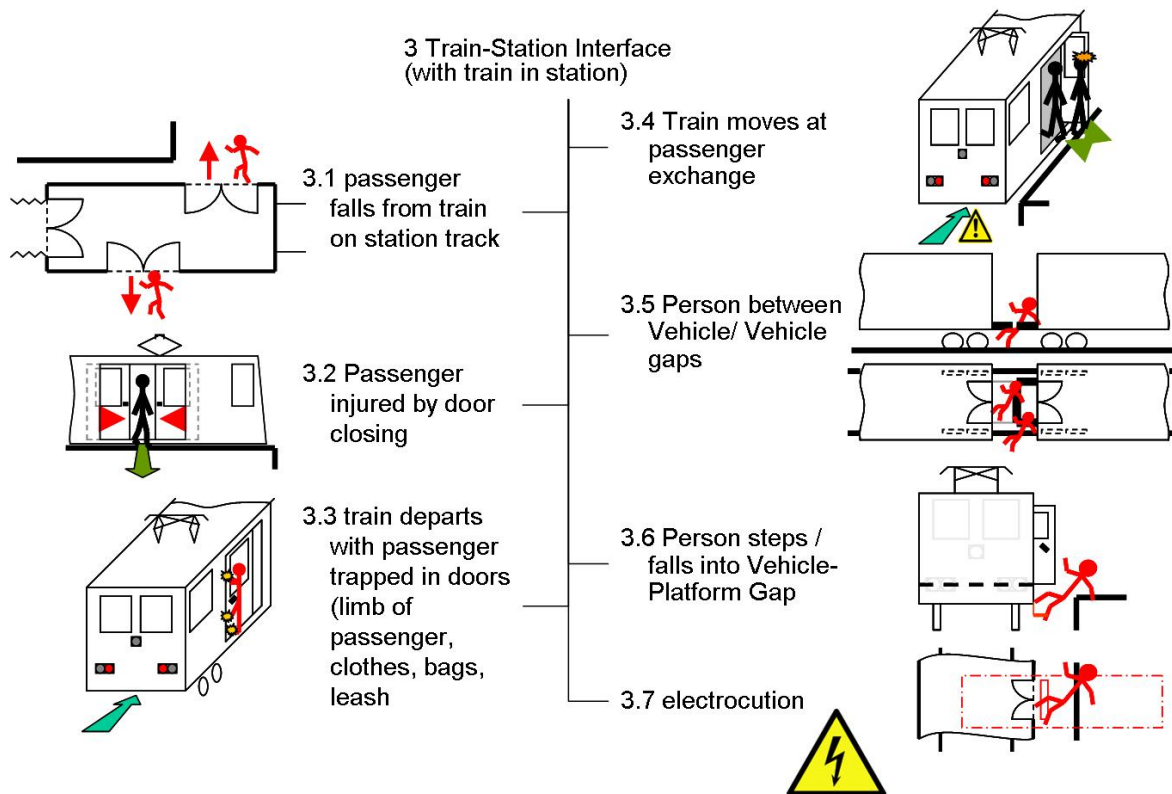 3 Train-Station Interface
(with train in station)
3.1 passenger
falls from train
on station track
3.2 Passenger
injured by door
closing
3.3 train departs
with passenger
trapped in doors
(limb of
passenger,
clothes, bags,
leash
3.4 Train moves at
passenger
exchange
3.5 Person between
Vehicle/ Vehicle
gaps
3.6 Person steps /
falls into Vehicle-
Platform Gap
3.7 electrocution